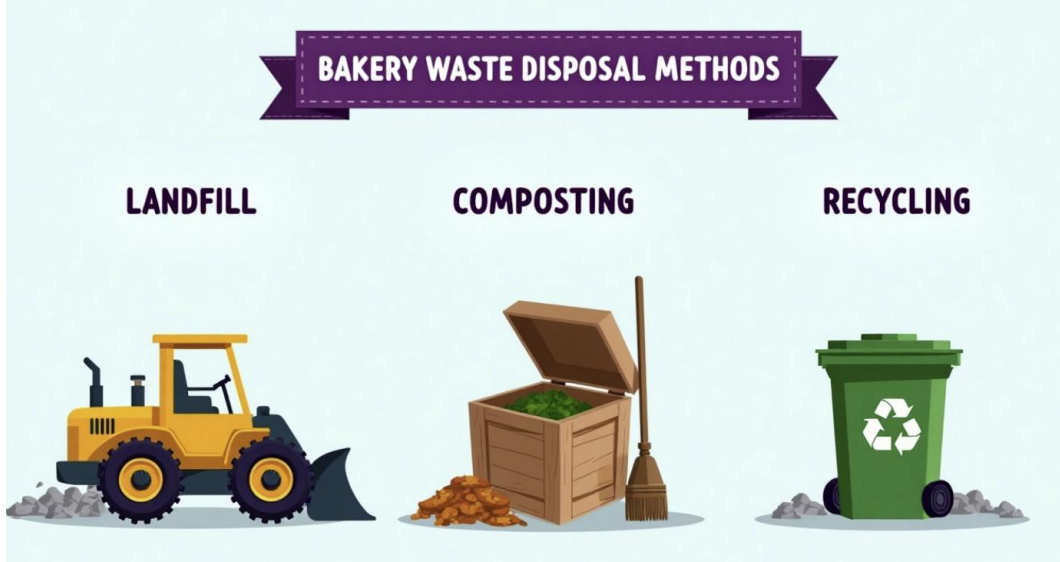 BAKERY WASTE DISPOSAL METHODS
LANDFILL
COMPOSTING
RECYCLING